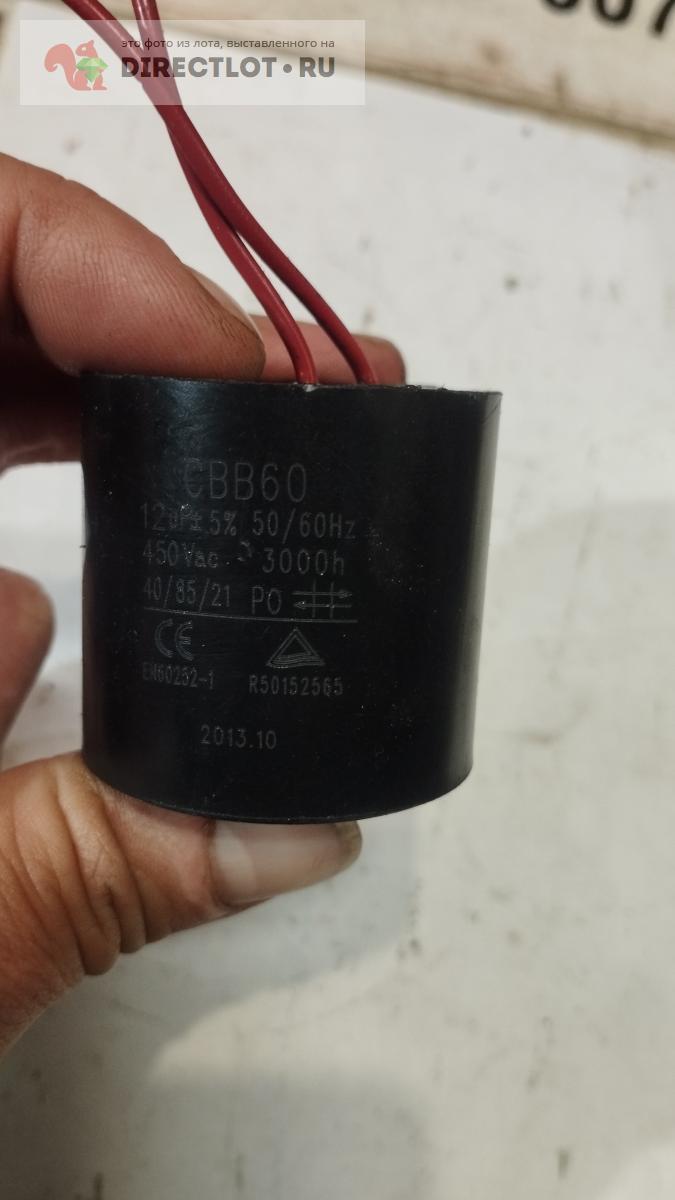 это фото из лота, выставленного на
DIRECTLOT•RU
CBB60
12uF±5% 50/60Hz
450Vac 3000h
40/85/21 PO
CE
EN60252-1 R50152565
2013.10